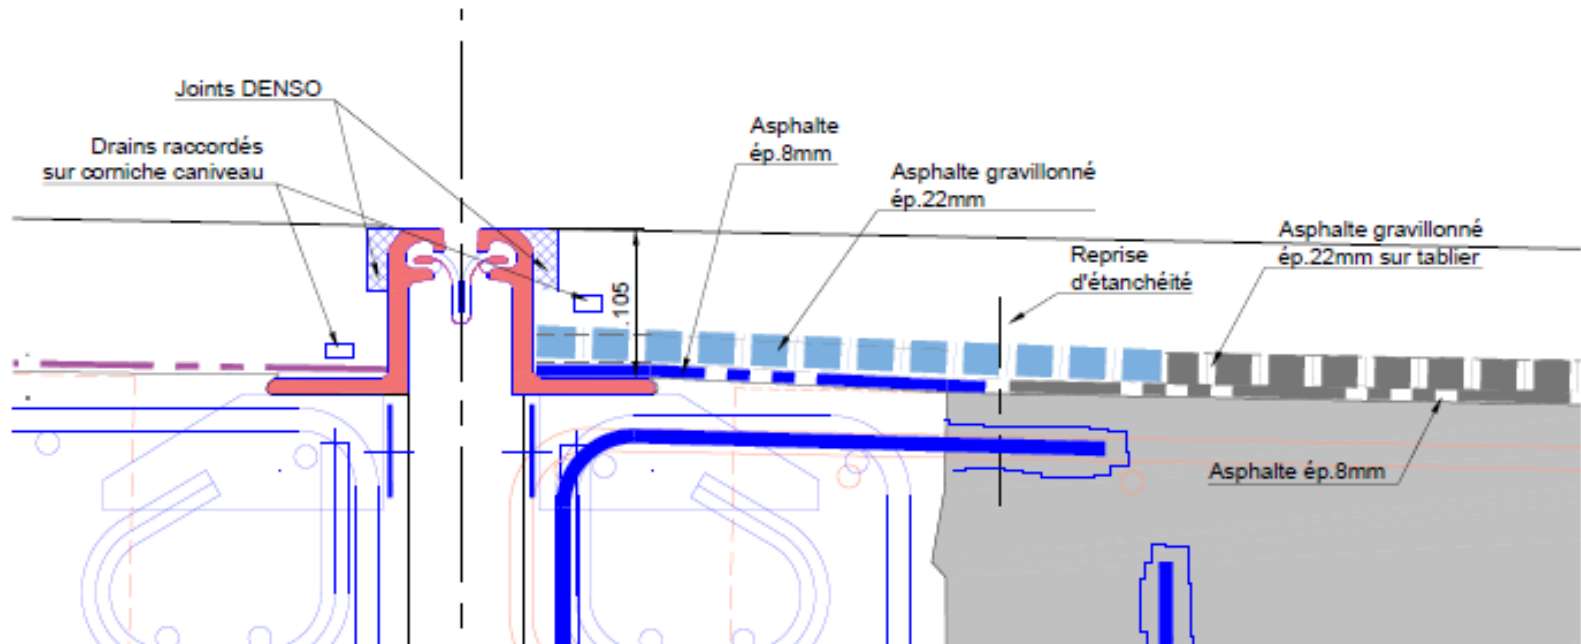 Joints DENSO
Drains raccordés
sur corniche caniveau
Asphalte
ép.8mm
Asphalte gravillonné
ép.22mm
Reprise
d'étanchéité
Asphalte gravillonné
ép.22mm sur tablier
.105
Asphalte ép.8mm